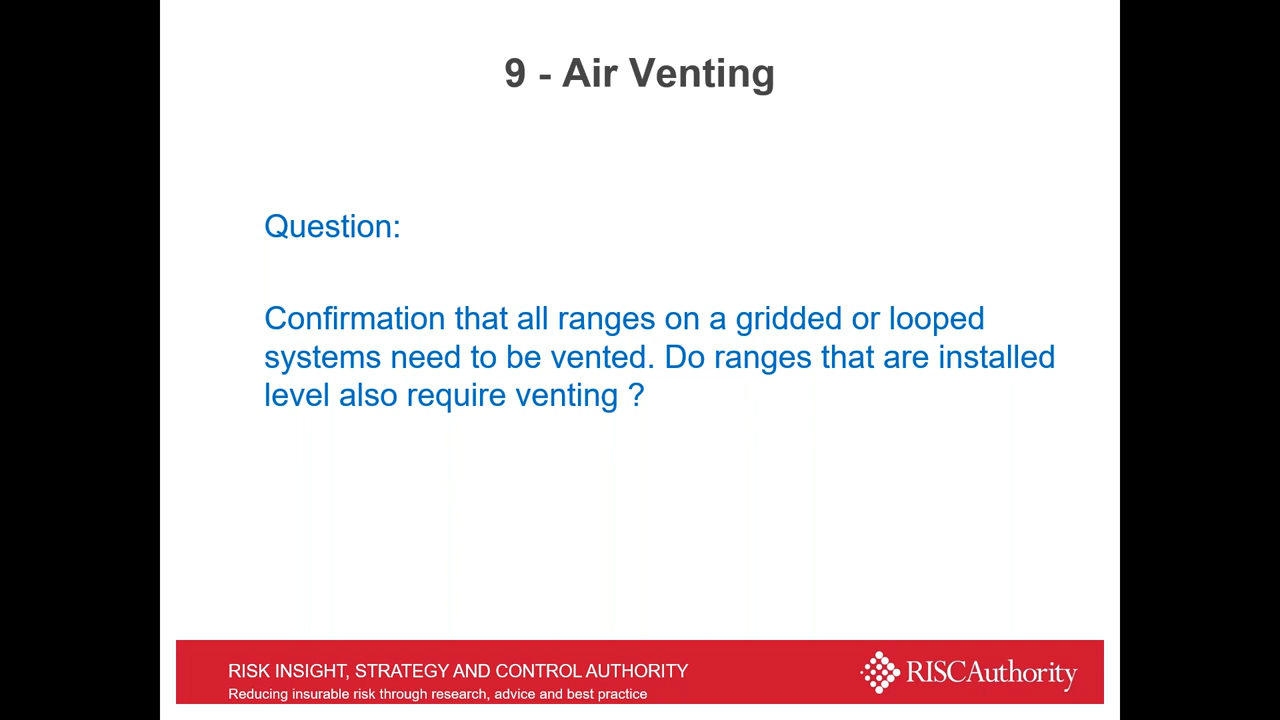 9 - Air Venting
Question:
Confirmation that all ranges on a gridded or looped
systems need to be vented. Do ranges that are installed
level also require venting ?
RISK INSIGHT, STRATEGY AND CONTROL AUTHORITY
Reducing insurable risk through research, advice and best practice
RISCAuthority